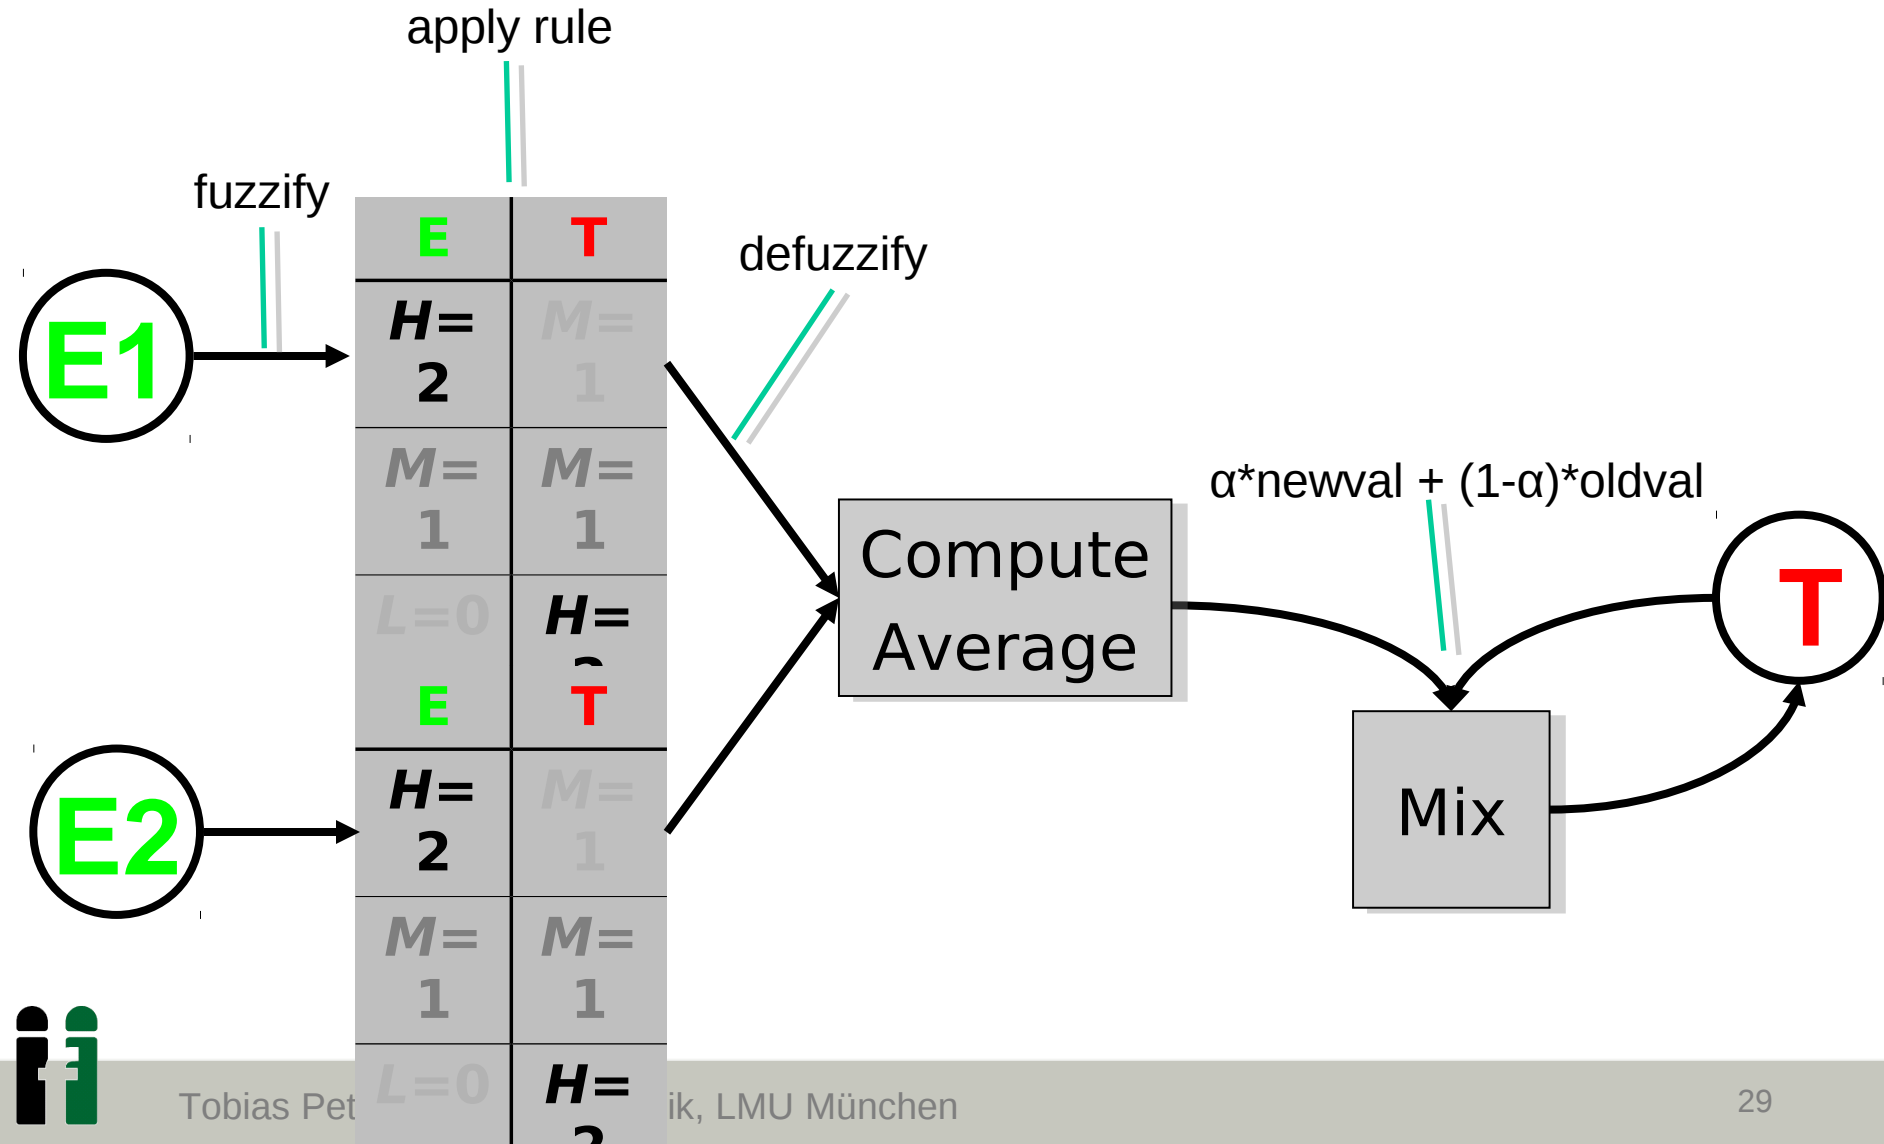 apply rule
fuzzify
defuzzify
E T
E1
H= M=
2 1
M= M=
1 1
L=0 H=
α*newval + (1-α)*oldval
Compute
Average
T
E T
E2
H= M=
2 1
M= M=
1 1
Mix
L=0 H=
Tobias Pet ik, LMU München
29